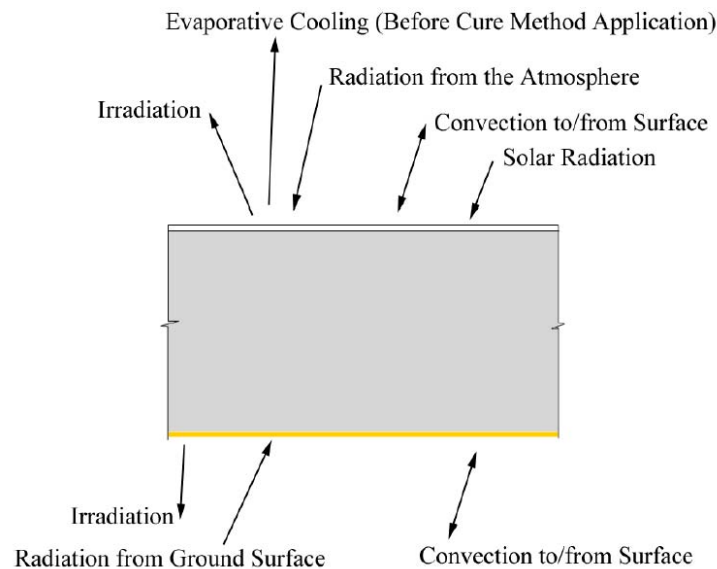 Evaporative Cooling (Before Cure Method Application)
Radiation from the Atmosphere
Irradiation
Convection to/from Surface
Solar Radiation
Irradiation
Radiation from Ground Surface
Convection to/from Surface